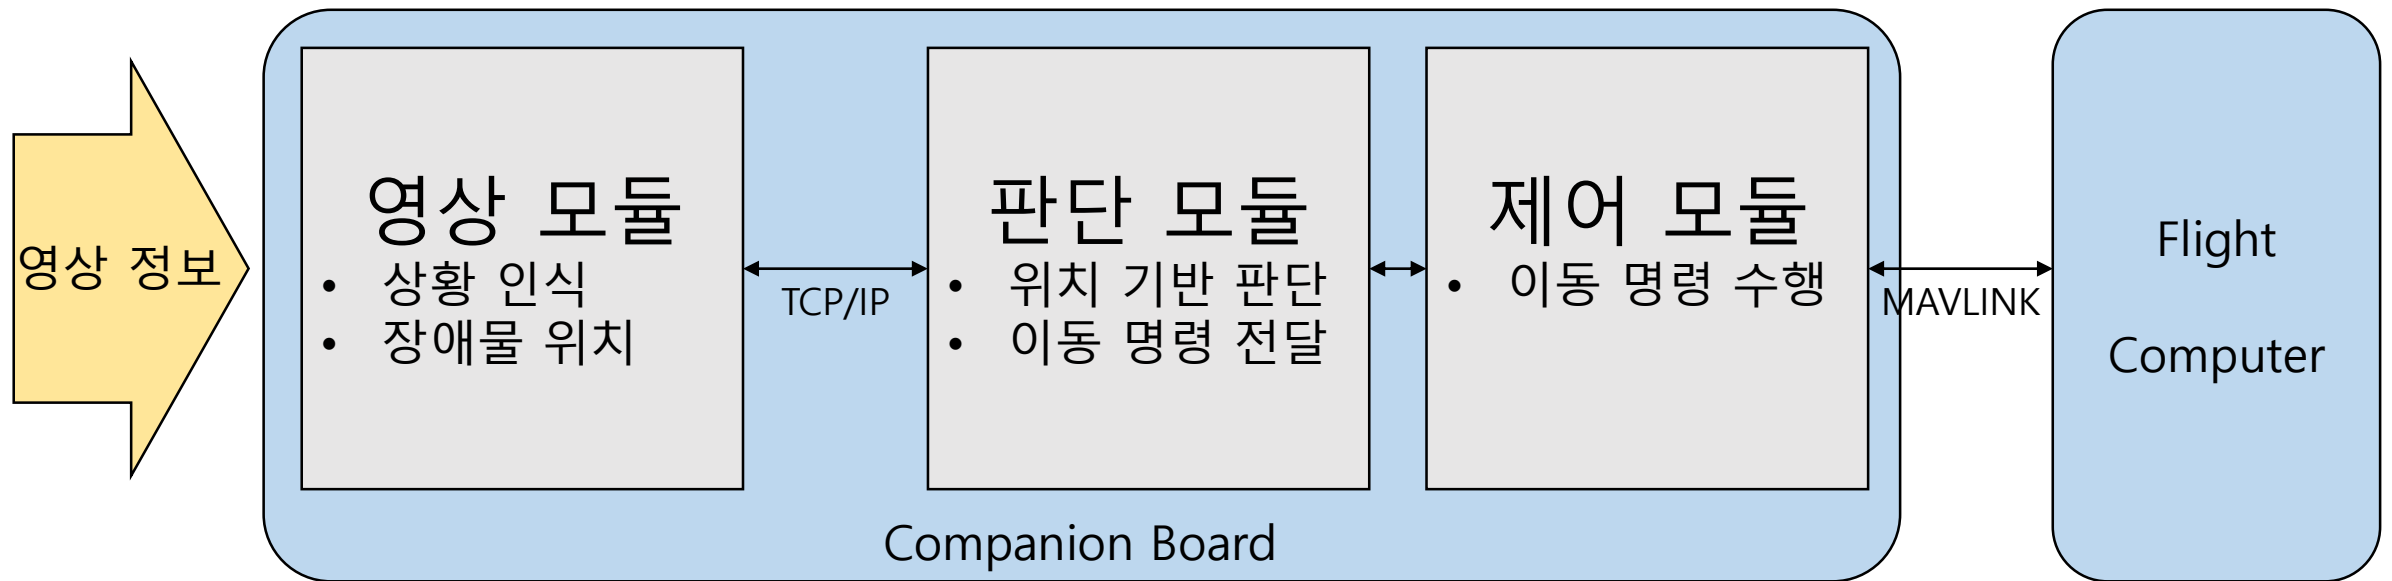 영상 정보
영상 모듈
• 상황 인식
• 장애물 위치
TCP/IP
판단 모듈
• 위치 기반 판단
• 이동 명령 전달
제어 모듈
• 이동 명령 수행
MAVLINK
Flight
Computer
Companion Board